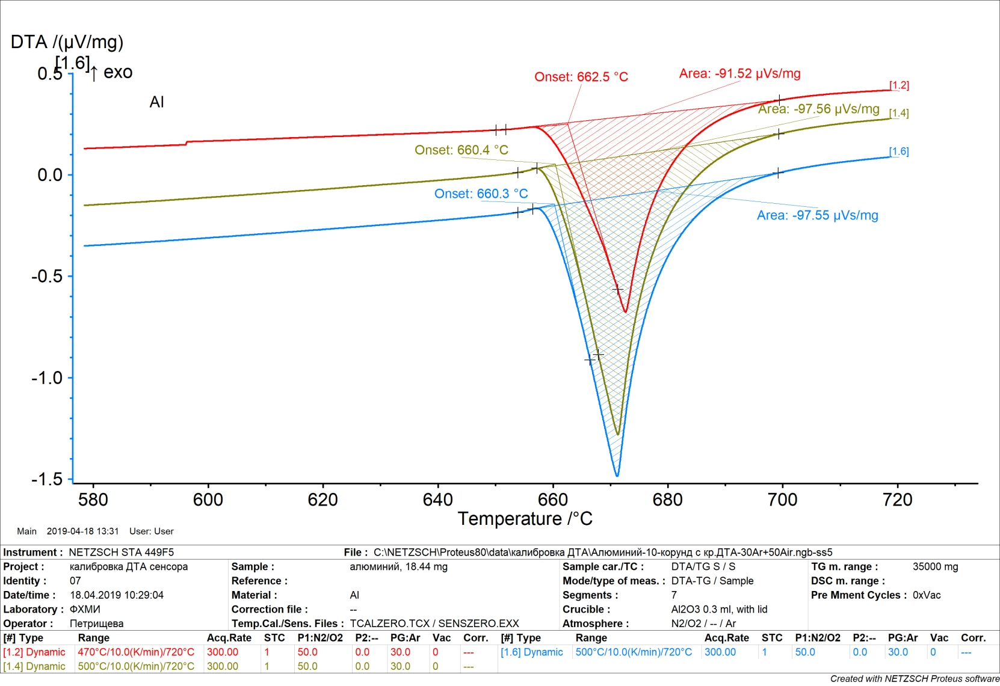 DTA /(µV/mg)
[1.6]
↑ exo
Al
Onset: 662.5 °C
Area: -91.52 µVs/mg
[1.2]
Area: -97.56 µVs/mg
[1.4]
Onset: 660.4 °C
[1.6]
Onset: 660.3 °C
Area: -97.55 µVs/mg
0.5
0.0
-0.5
-1.0
-1.5
580 600 620 640 660 680 700 720
Temperature /°C
Main 2019-04-18 13:31 User: User
Instrument : NETZSCH STA 449F5 File : C:\NETZSCH\Proteus80\data\калибровка ДТА\Алюминий-10-корунд с кр.ДТА-30Ar+50Air.ngb-ss5
Project : калибровка ДТА сенсора Sample : алюминий, 18.44 mg Sample car./TC : DTA/TG S / S TG m. range : 35000 mg
Identity : 07 Reference : Mode/type of meas. : DTA-TG / Sample DSC m. range :
Date/time : 18.04.2019 10:29:04 Material : Al Segments : 7 Pre Mment Cycles : 0xVac
Laboratory : ФХМИ Correction file : -- Crucible : Al2O3 0.3 ml, with lid
Operator : Петрищева Temp.Cal./Sens. Files : TCALZERO.TCX / SENSZERO.EXX Atmosphere : N2/O2 / -- / Ar
[#] Type Range Acq.Rate STC P1:N2/O2 P2:-- PG:Ar Vac Corr. [#] Type Range Acq.Rate STC P1:N2/O2 P2:-- PG:Ar Vac Corr.
[1.2] Dynamic 470°C/10.0(K/min)/720°C 300.00 1 50.0 0.0 30.0 0 --- [1.6] Dynamic 500°C/10.0(K/min)/720°C 300.00 1 50.0 0.0 30.0 0 ---
[1.4] Dynamic 500°C/10.0(K/min)/720°C 300.00 1 50.0 0.0 30.0 0 ---
Created with NETZSCH Proteus software